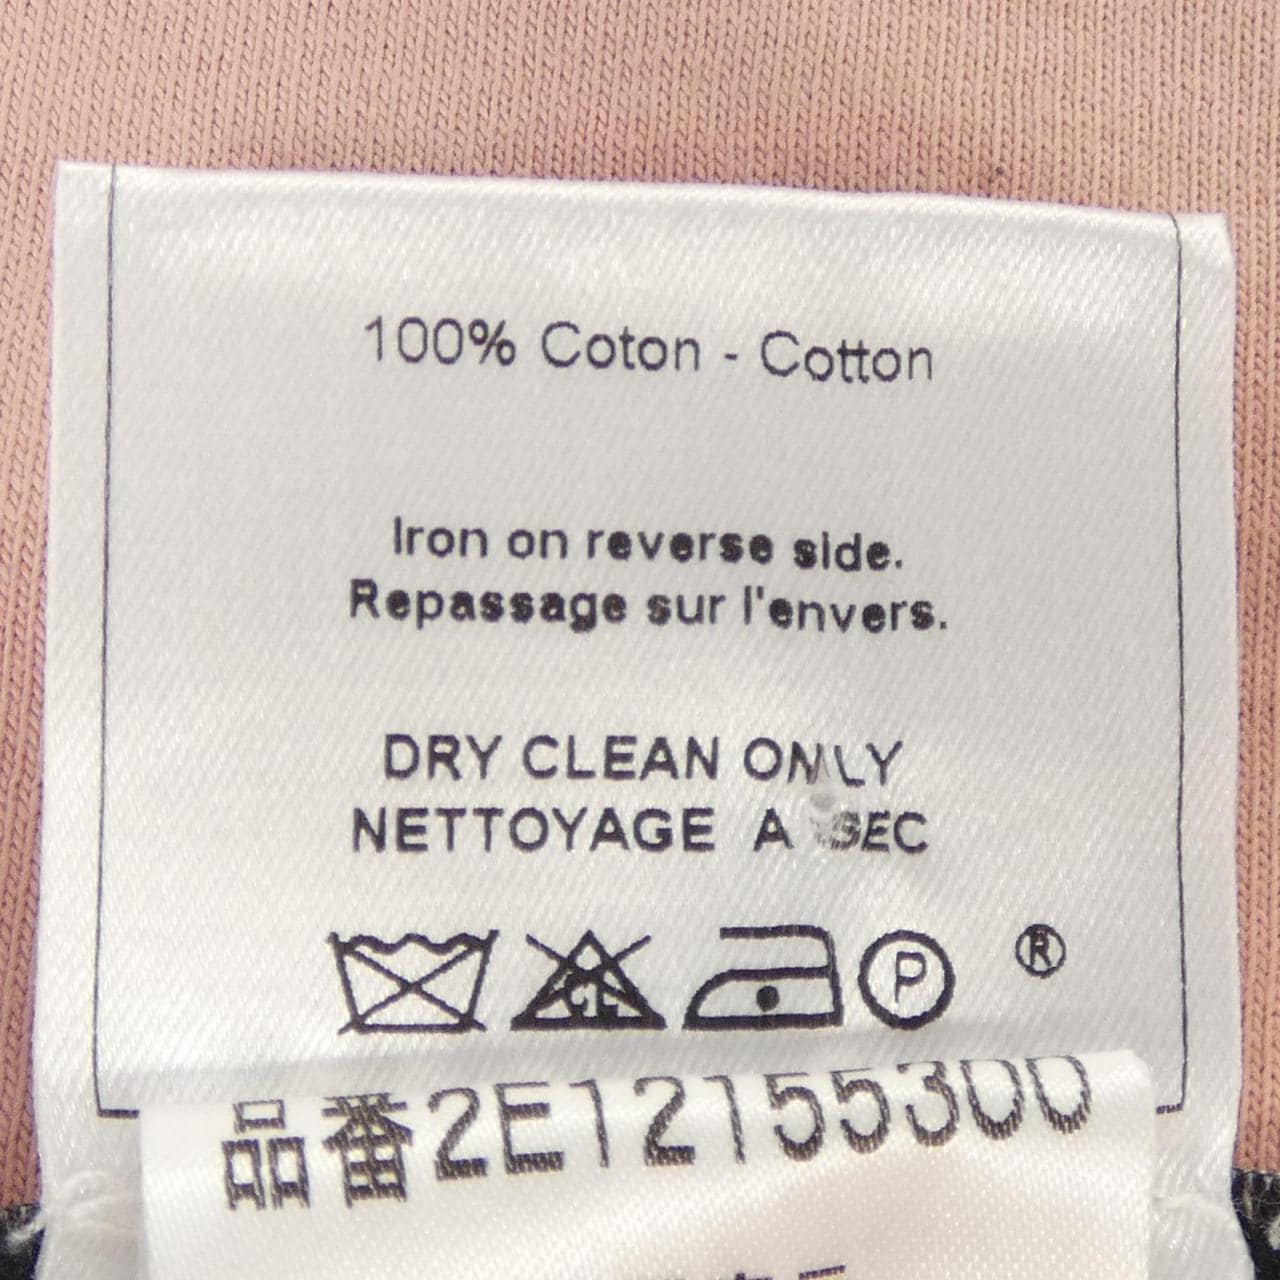 100% Coton - Cotton
Iron on reverse side.
Repassage sur l'envers.
DRY CLEAN ONLY
NETTOYAGE A SEC
CL P ®
品番2E12155300